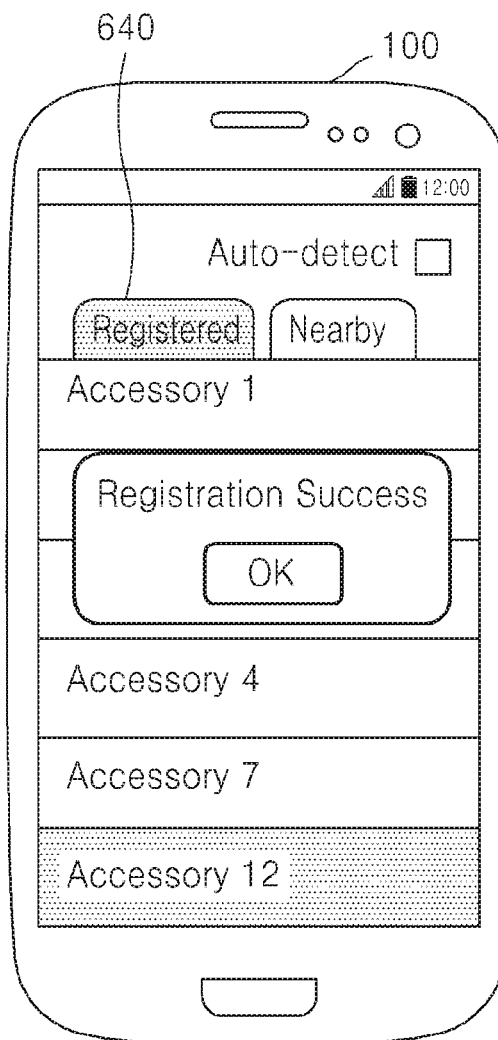 640
100
12:00
Auto-detect
Registered Nearby
Accessory 1
Registration Success
OK
Accessory 4
Accessory 7
Accessory 12